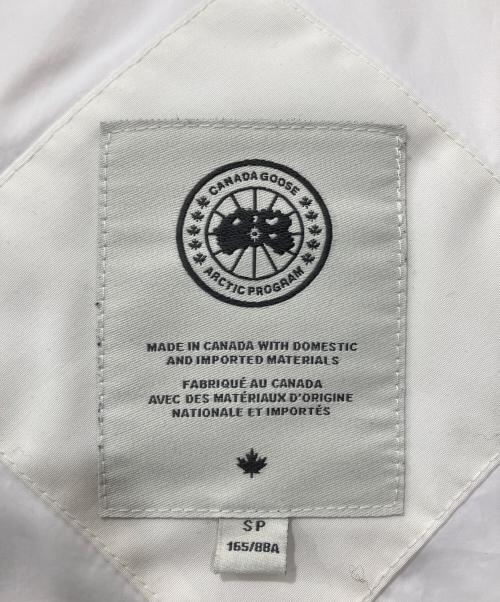 CANADA GOOSE
ARCTIC PROGRAM
MADE IN CANADA WITH DOMESTIC
AND IMPORTED MATERIALS
FABRIQUÉ AU CANADA
AVEC DES MATÉRIAUX D'ORIGINE
NATIONALE ET IMPORTÉS
SP
165/88A